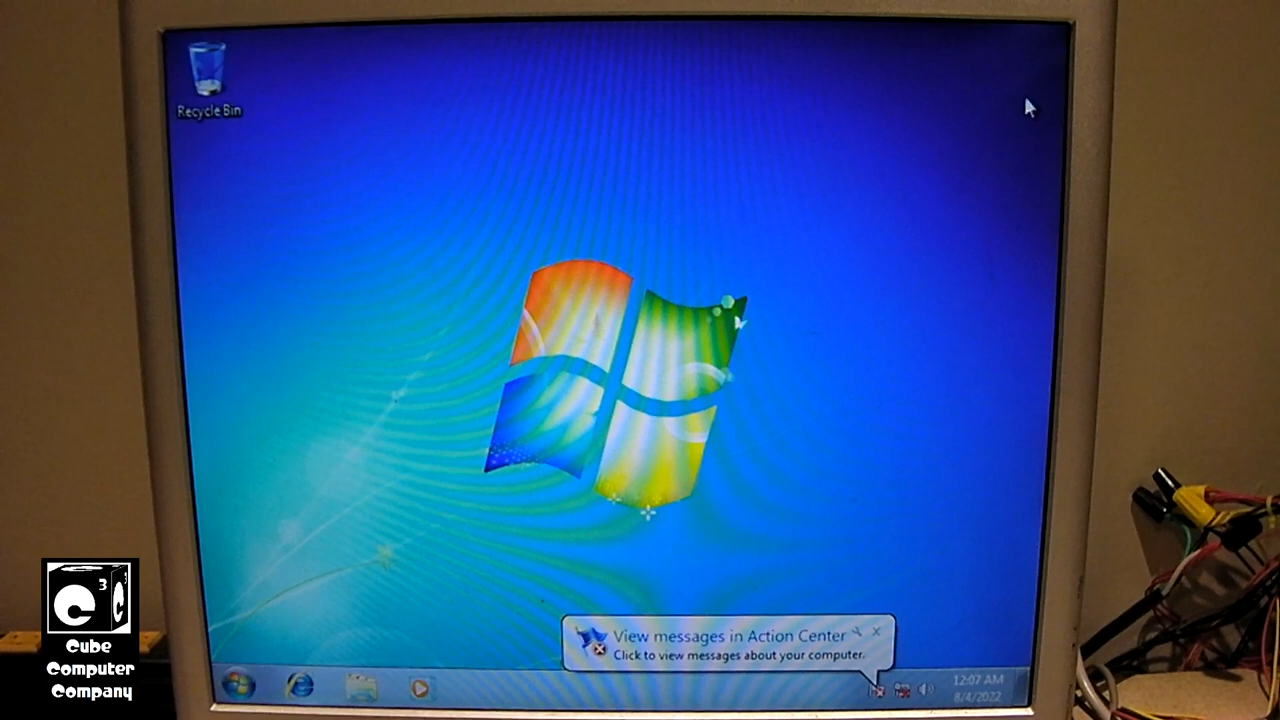 Recycle Bin
View messages in Action Center
Click to view messages about your computer.
12:07 AM
8/4/2022
C3
Cube
Computer
Company